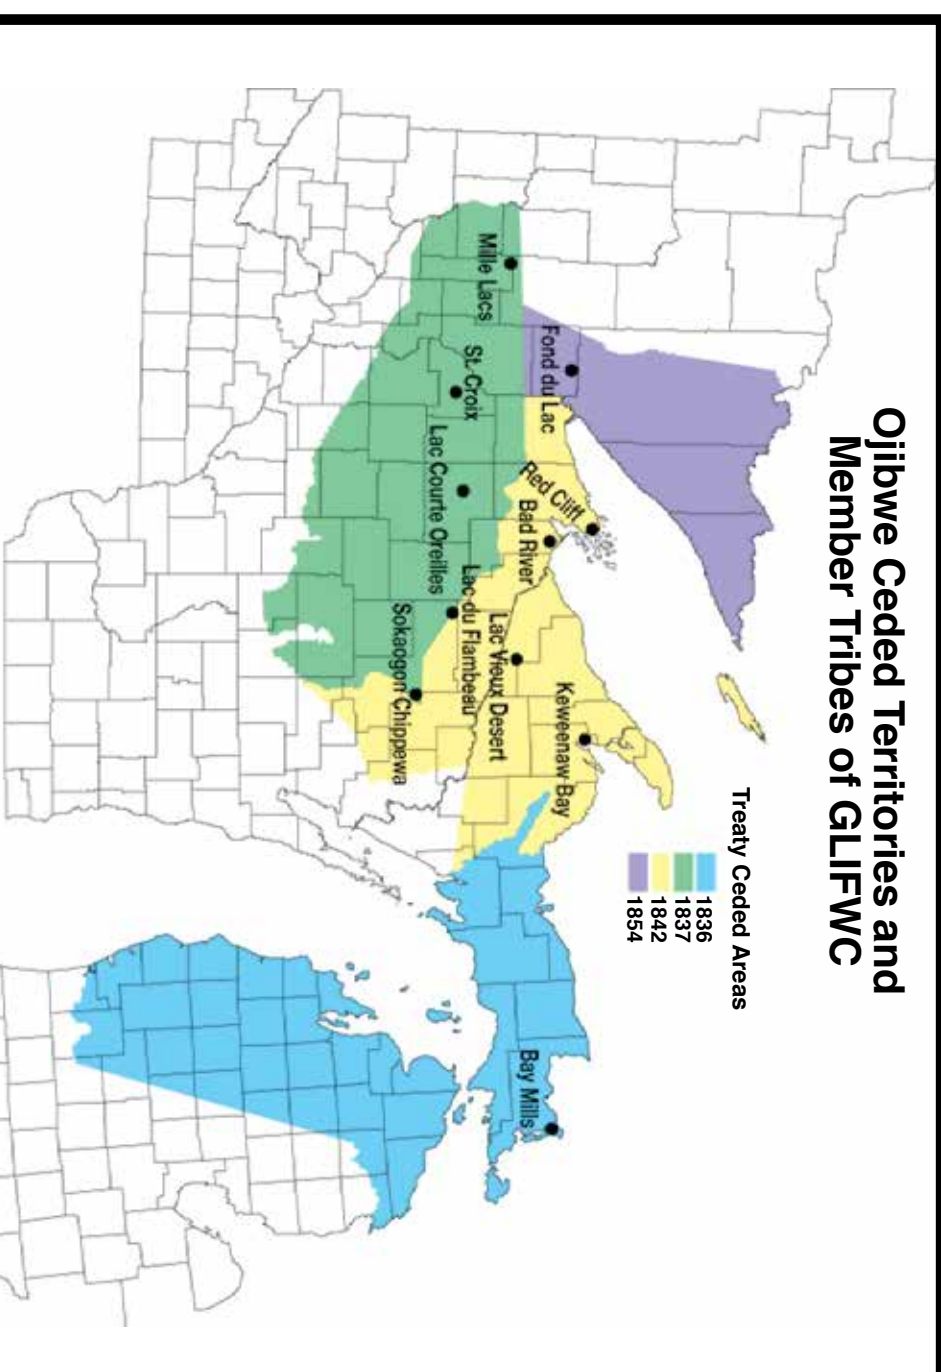 Ojibwe Ceded Territories and
Member Tribes of GLIFWC
Treaty Ceded Areas
1836
1837
1842
1854
Mille Lacs
Fond du Lac
St. Croix
Lac Courte Oreilles
Red Cliff
Bad River
Lac du Flambeau
Lac Vieux Desert
Sokaogon Chippewa
Keweenaw Bay
Bay Mills